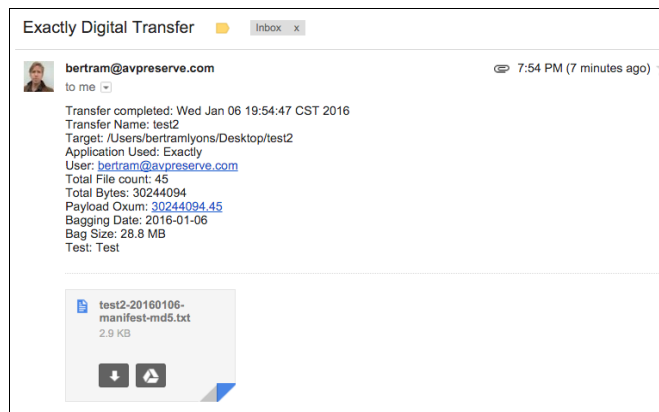 Exactly Digital Transfer
Inbox x
bertram@avpreserve.com
7:54 PM (7 minutes ago)
to me
Transfer completed: Wed Jan 06 19:54:47 CST 2016
Transfer Name: test2
Target: /Users/bertramlyons/Desktop/test2
Application Used: Exactly
User: bertram@avpreserve.com
Total File count: 45
Total Bytes: 30244094
Payload Oxum: 30244094.45
Bagging Date: 2016-01-06
Bag Size: 28.8 MB
Test: Test
test2-20160106-
manifest-md5.txt
2.9 KB